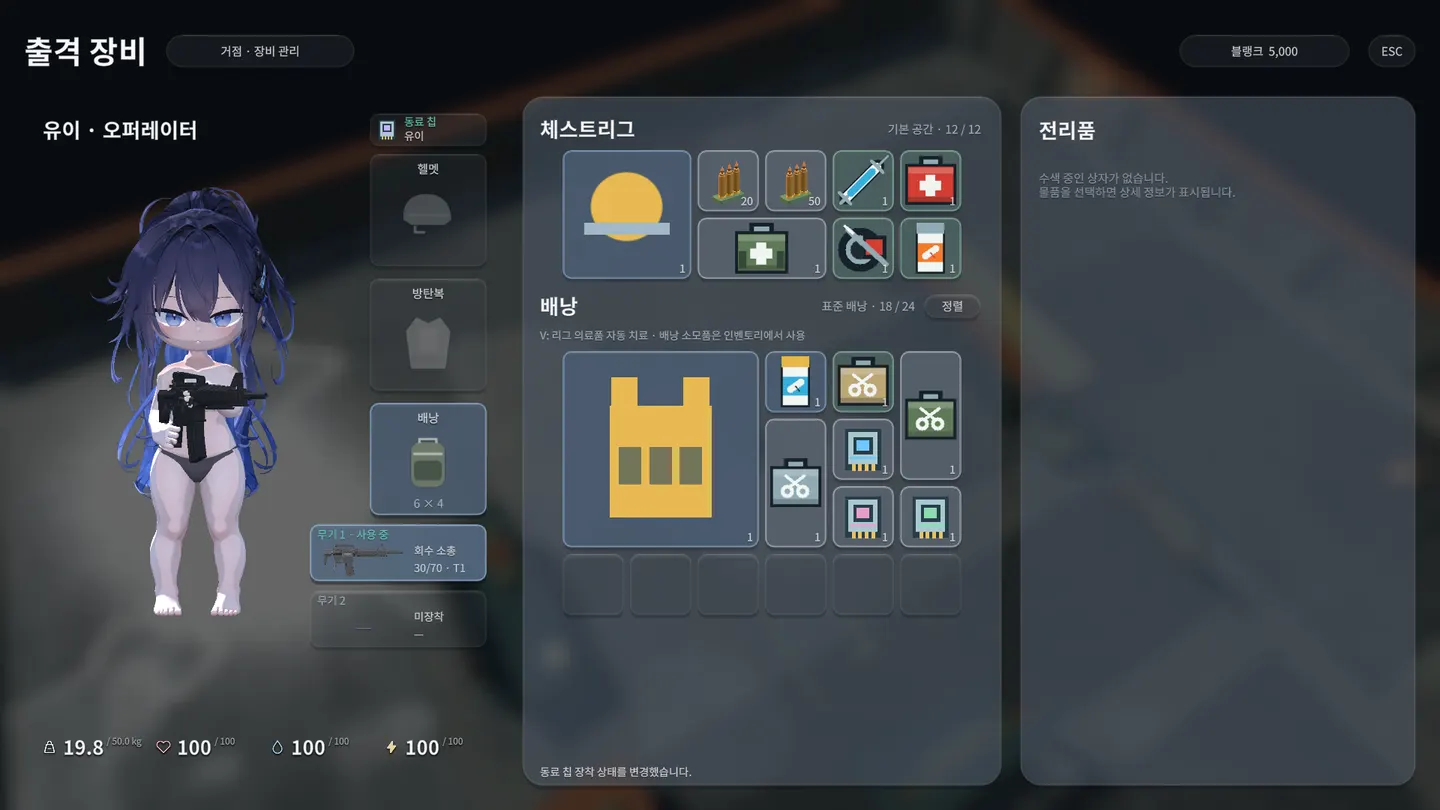 출격 장비
거점 · 장비 관리
블랭크 5,000
ESC
유이 · 오퍼레이터
동료 칩
유이
헬멧
방탄복
배낭
6 × 4
무기 1 · 사용 중
회수 소총
30/70 · T1
무기 2
미장착
—
19.8 / 50.0 kg
100 / 100
100 / 100
100 / 100
체스트리그
기본 공간 · 12 / 12
1
20
50
1
1
1
1
1
배낭
표준 배낭 · 18 / 24
정렬
V: 리그 의료품 자동 치료 · 배낭 소모품은 인벤토리에서 사용
1
1
1
1
1
1
1
1
동료 칩 장착 상태를 변경했습니다.
전리품
수색 중인 상자가 없습니다.
물품을 선택하면 상세 정보가 표시됩니다.